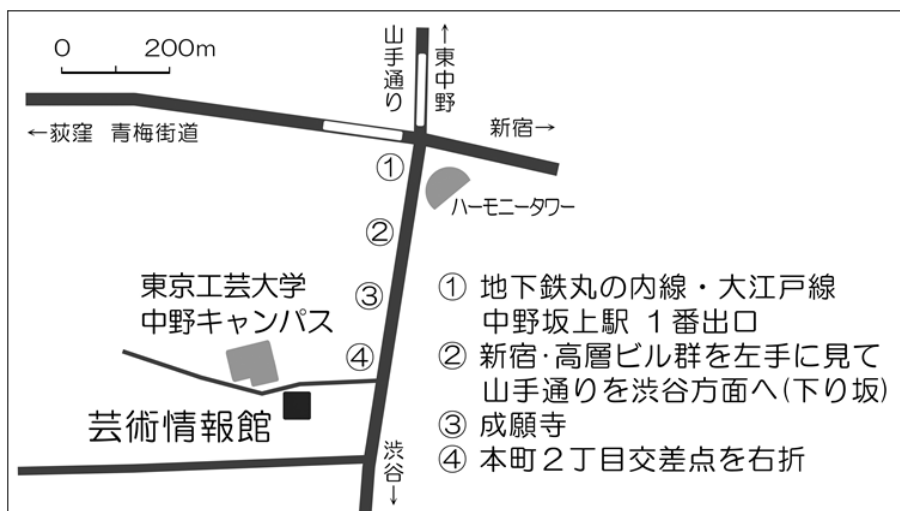 0 200m
山手通り
↑東中野
←荻窪 青梅街道
新宿→
①
ハーモニータワー
②
③
④
東京工芸大学
中野キャンパス
芸術情報館
渋谷↓
① 地下鉄丸の内線・大江戸線
中野坂上駅 1番出口
② 新宿・高層ビル群を左手に見て
山手通りを渋谷方面へ(下り坂)
③ 成願寺
④ 本町2丁目交差点を右折